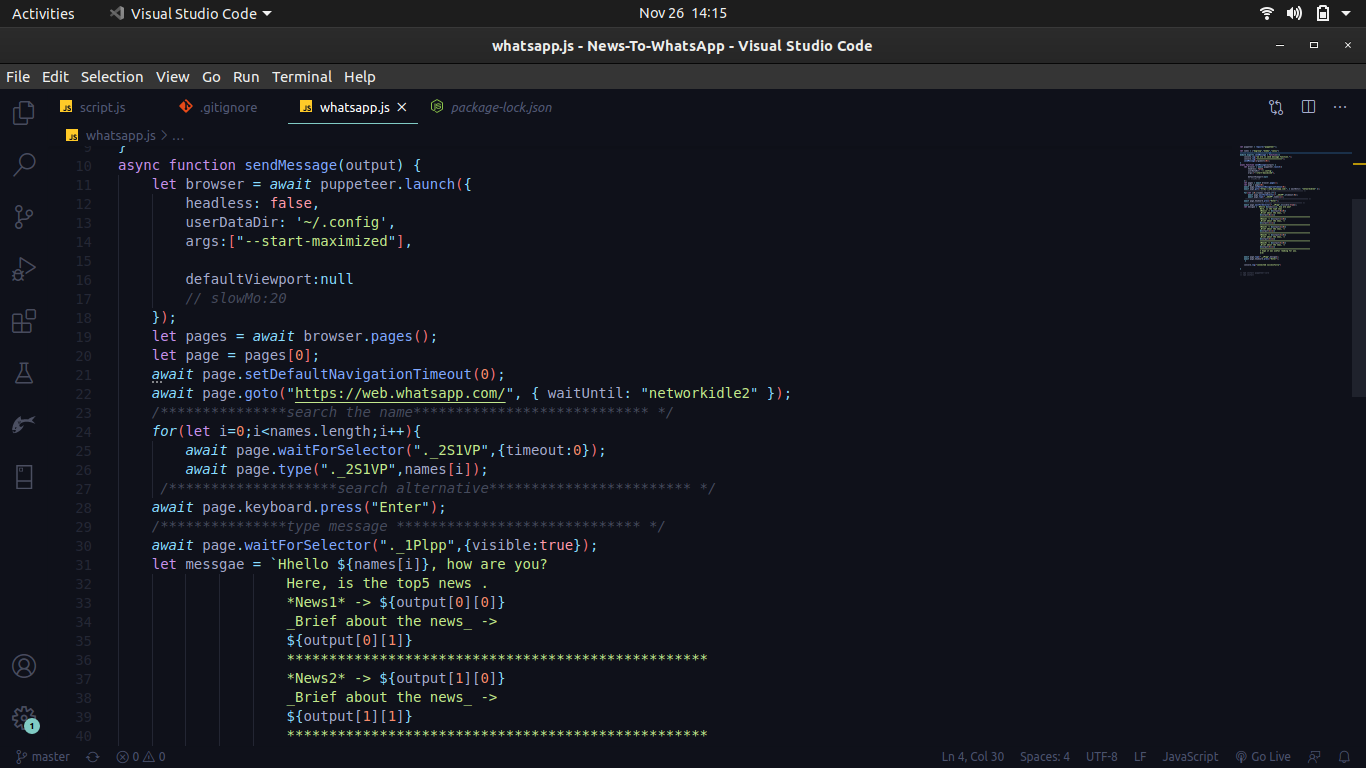 Activities
Visual Studio Code
Nov 26 14:15
whatsapp.js - News-To-WhatsApp - Visual Studio Code
File Edit Selection View Go Run Terminal Help
JS script.js
.gitignore
JS whatsapp.js
JS package-lock.json
JS whatsapp.js > ...
9 }
10 async function sendMessage(output) {
11 let browser = await puppeteer.launch({
12 headless: false,
13 userDataDir: '~/.config',
14 args:["--start-maximized"],
15
16 defaultViewport:null
17 // slowMo:20
18 });
19 let pages = await browser.pages();
20 let page = pages[0];
21 await page.setDefaultNavigationTimeout(0);
22 await page.goto("https://web.whatsapp.com/", { waitUntil: "networkidle2" });
23 /***************search the name**************************** */
24 for(let i=0;i<names.length;i++){
25 await page.waitForSelector("._2S1VP",{timeout:0});
26 await page.type("._2S1VP",names[i]);
27 /********************search alternative************************ */
28 await page.keyboard.press("Enter");
29 /***************type message ***************************** */
30 await page.waitForSelector("._1Plpp",{visible:true});
31 let messgae = `Hhello ${names[i]}, how are you?
32 Here, is the top5 news .
33 *News1* -> ${output[0][0]}
34 _Brief about the news_ ->
35 ${output[0][1]}
36 **************************************************
37 *News2* -> ${output[1][0]}
38 _Brief about the news_ ->
39 ${output[1][1]}
40 **************************************************
1
master
0 0
Ln 4, Col 30 Spaces: 4 UTF-8 LF JavaScript Go Live